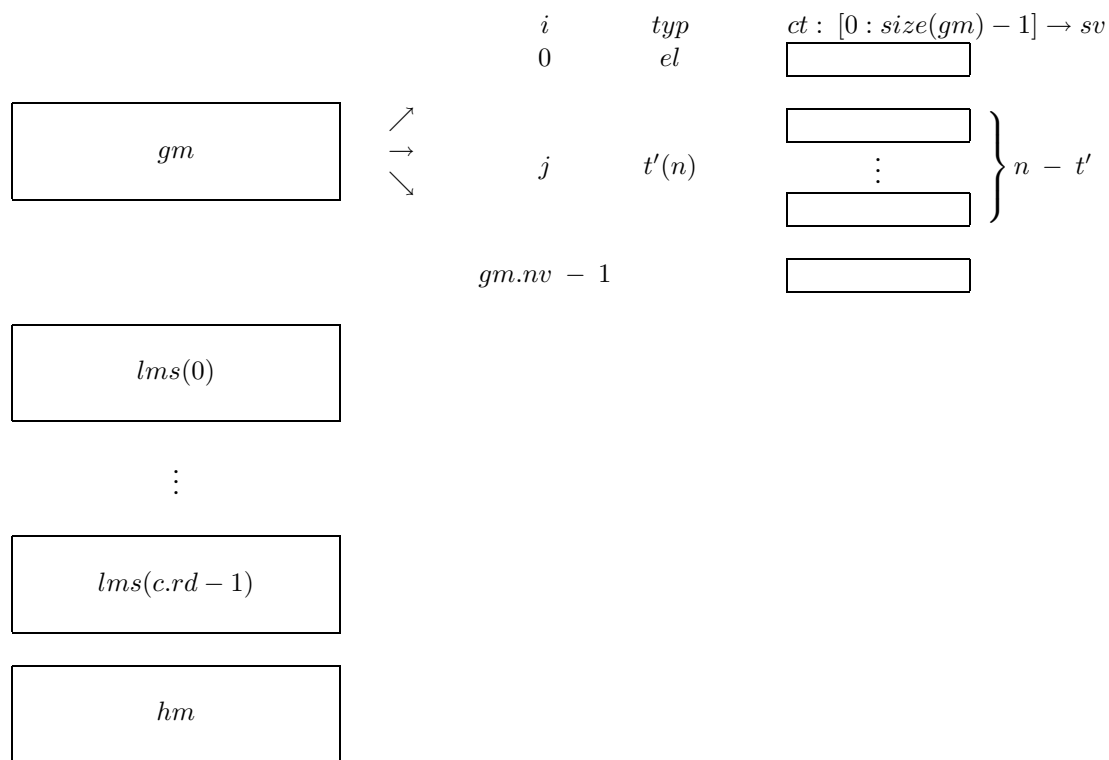 i typ ct : [0 : size(gm) − 1] → sv
0 el
gm ↗ → ↘ j t′(n) ⋮ n − t′
gm.nv − 1
lms(0)
⋮
lms(c.rd − 1)
hm